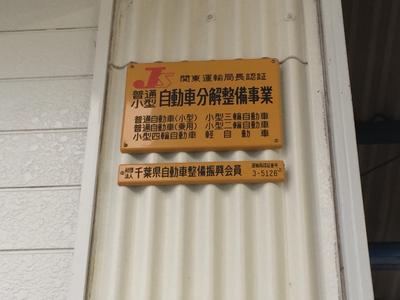 JS 関東運輸局長認証
普通
小型 自動車分解整備事業
普通自動車(小型) 小型三輪自動車
普通自動車(乗用) 小型二輪自動車
小型四輪自動車 軽自動車
社団
法人 千葉県自動車整備振興会員
3-5126